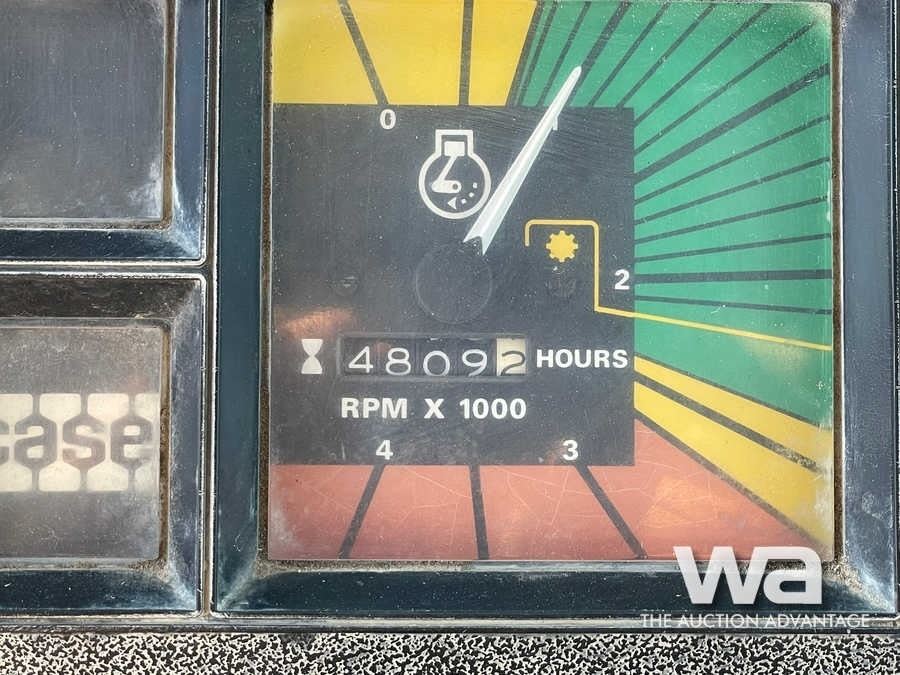 0
2
48092 HOURS
RPM X 1000
4 3
case
wa
THE AUCTION ADVANTAGE